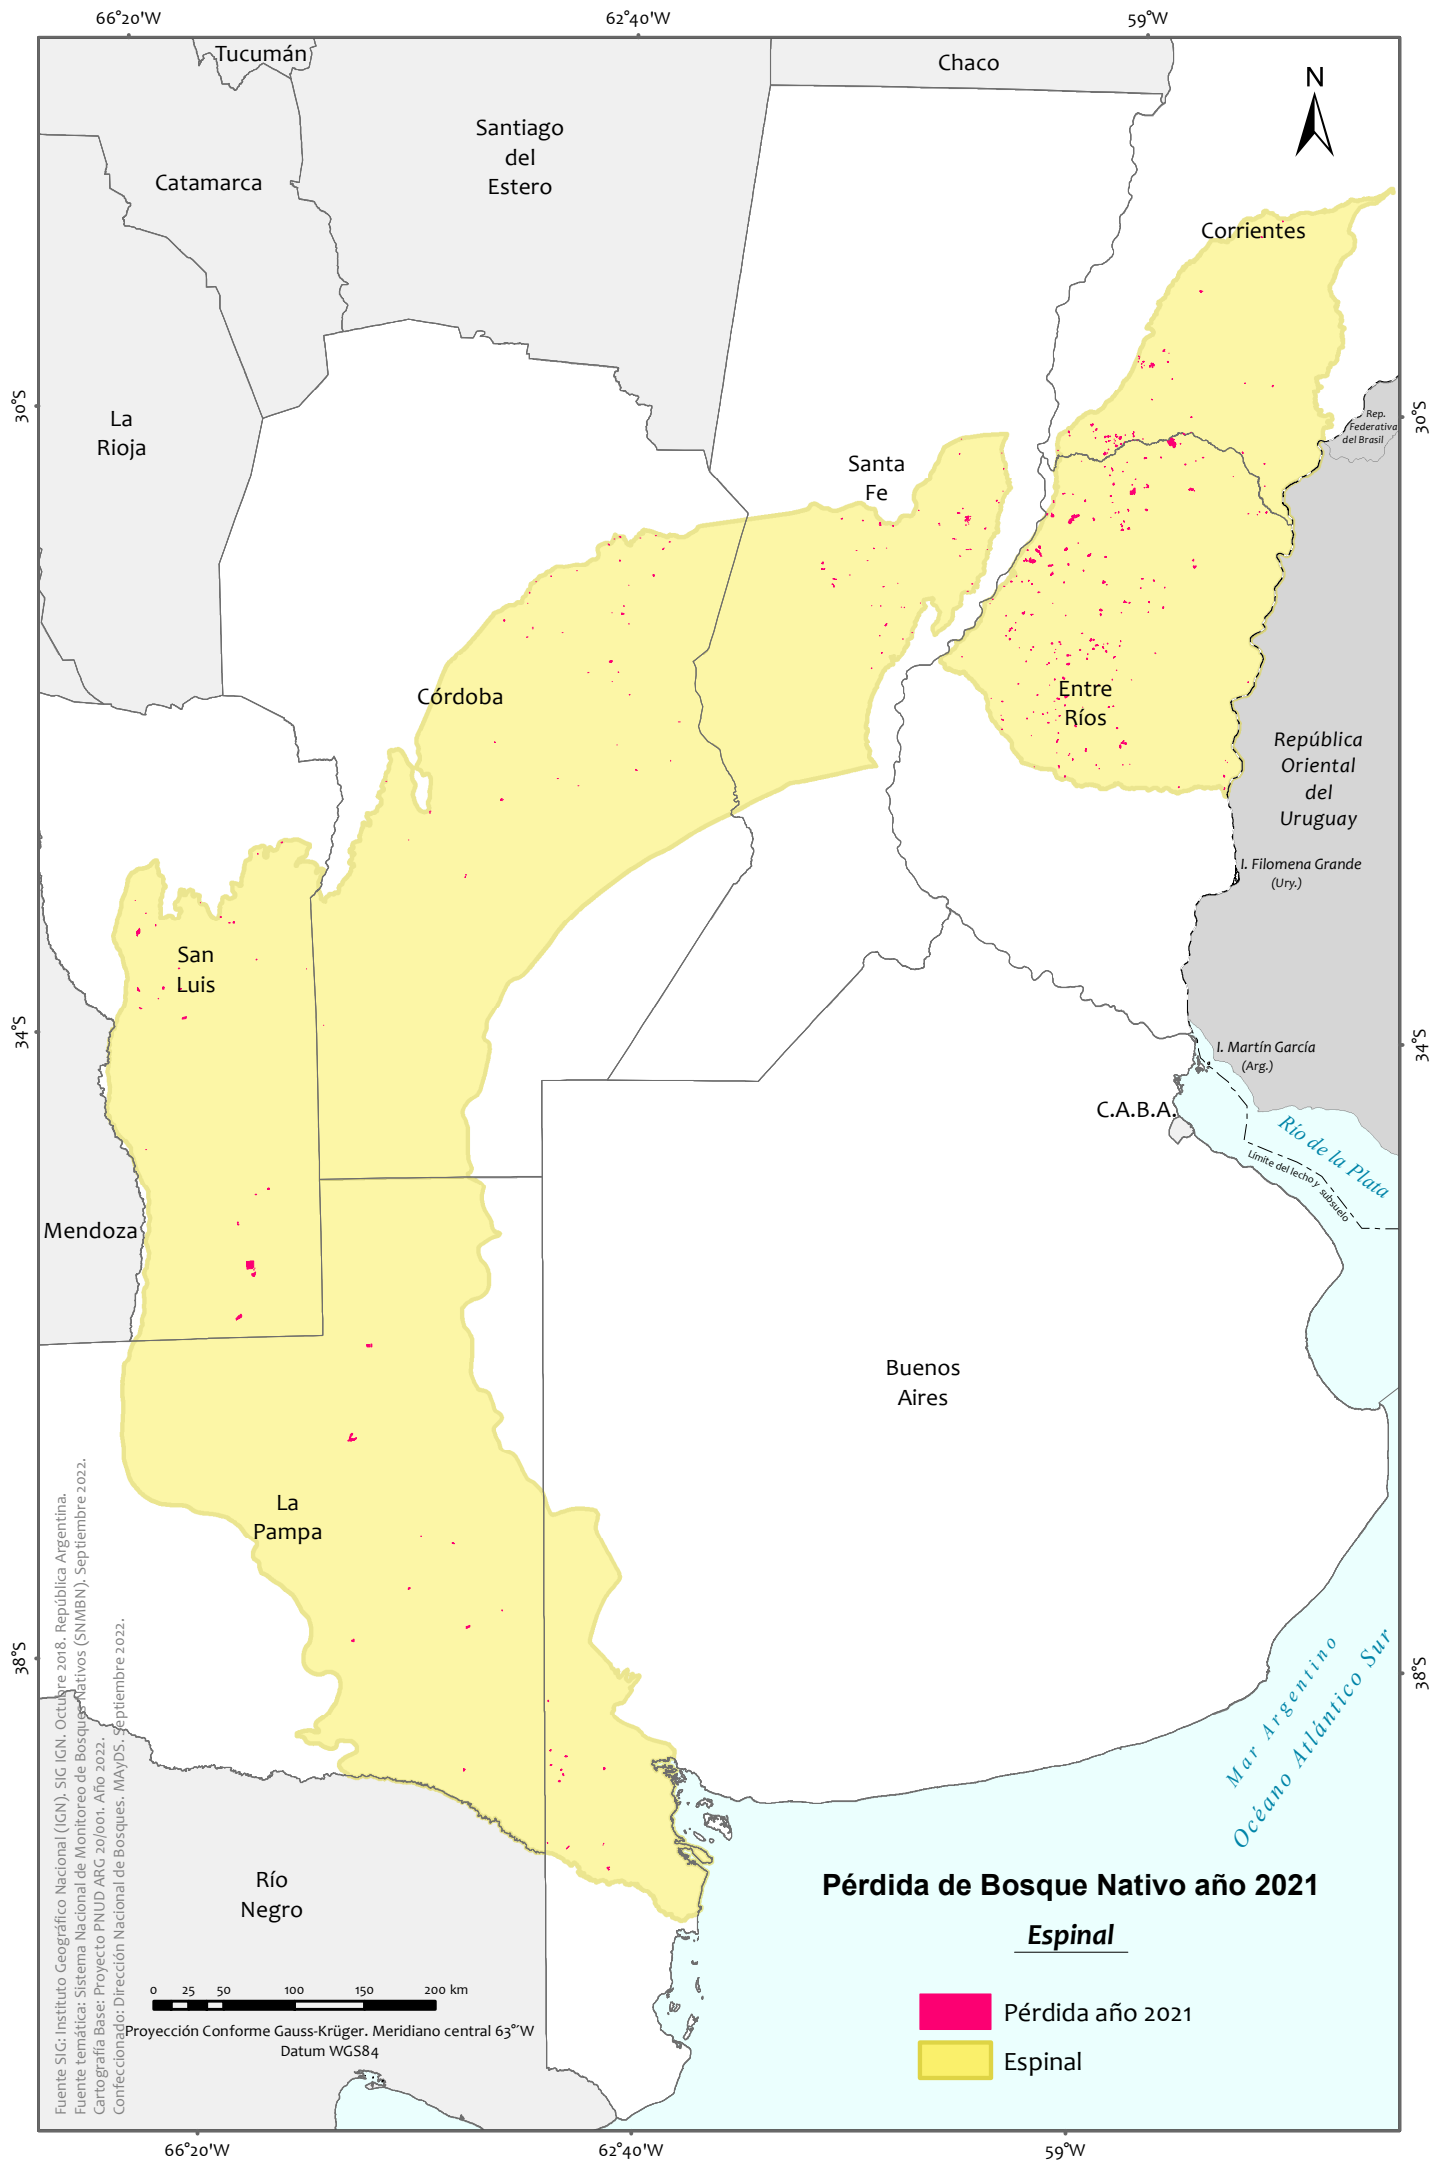 66°20'W
62°40'W
59°W
Tucumán
Chaco
N
Santiago
del
Estero
Catamarca
Corrientes
30°S
30°S
La
Rioja
Rep.
Federativa
del Brasil
Santa
Fe
Córdoba
Entre
Ríos
República
Oriental
del
Uruguay
I. Filomena Grande
(Ury.)
San
Luis
34°S
34°S
I. Martín García
(Arg.)
C.A.B.A.
Río de la Plata
Límite del lecho y subsuelo
Mendoza
Buenos
Aires
La
Pampa
38°S
38°S
Mar Argentino
Océano Atlántico Sur
Río
Negro
Pérdida de Bosque Nativo año 2021
Espinal
Pérdida año 2021
Espinal
0 25 50 100 150 200 km
Proyección Conforme Gauss-Krüger. Meridiano central 63°W
Datum WGS84
Fuente SIG: Instituto Geográfico Nacional (IGN). SIG IGN. Octubre 2018. República Argentina.
Fuente temática: Sistema Nacional de Monitoreo de Bosques Nativos (SNMBN). Septiembre 2022.
Cartografía Base: Proyecto PNUD ARG 20/001. Año 2022.
Confeccionado: Dirección Nacional de Bosques. MAyDS. Septiembre 2022.
66°20'W
62°40'W
59°W